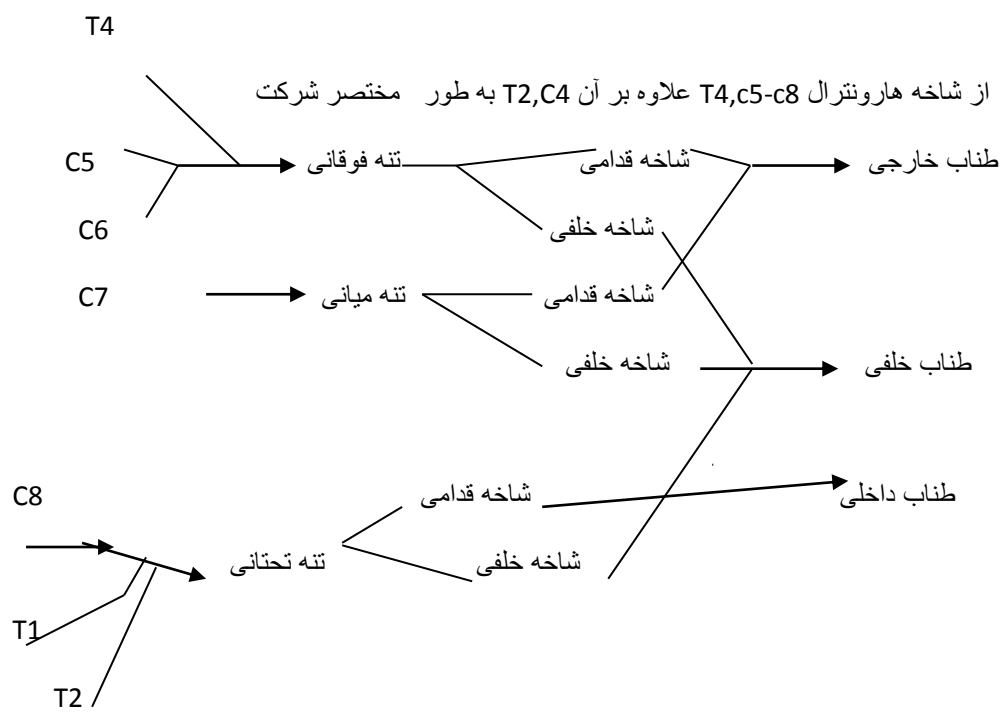 T4
از شاخه هارونترال T4,c5-c8 علاوه بر آن T2,C4 به طور مختصر شرکت
C5 تنه فوقانی شاخه قدامی طناب خارجی
C6 شاخه خلفی
C7 تنه میانی شاخه قدامی
شاخه خلفی طناب خلفی
C8 شاخه قدامی طناب داخلی
تنه تحتانی شاخه خلفی
T1
T2